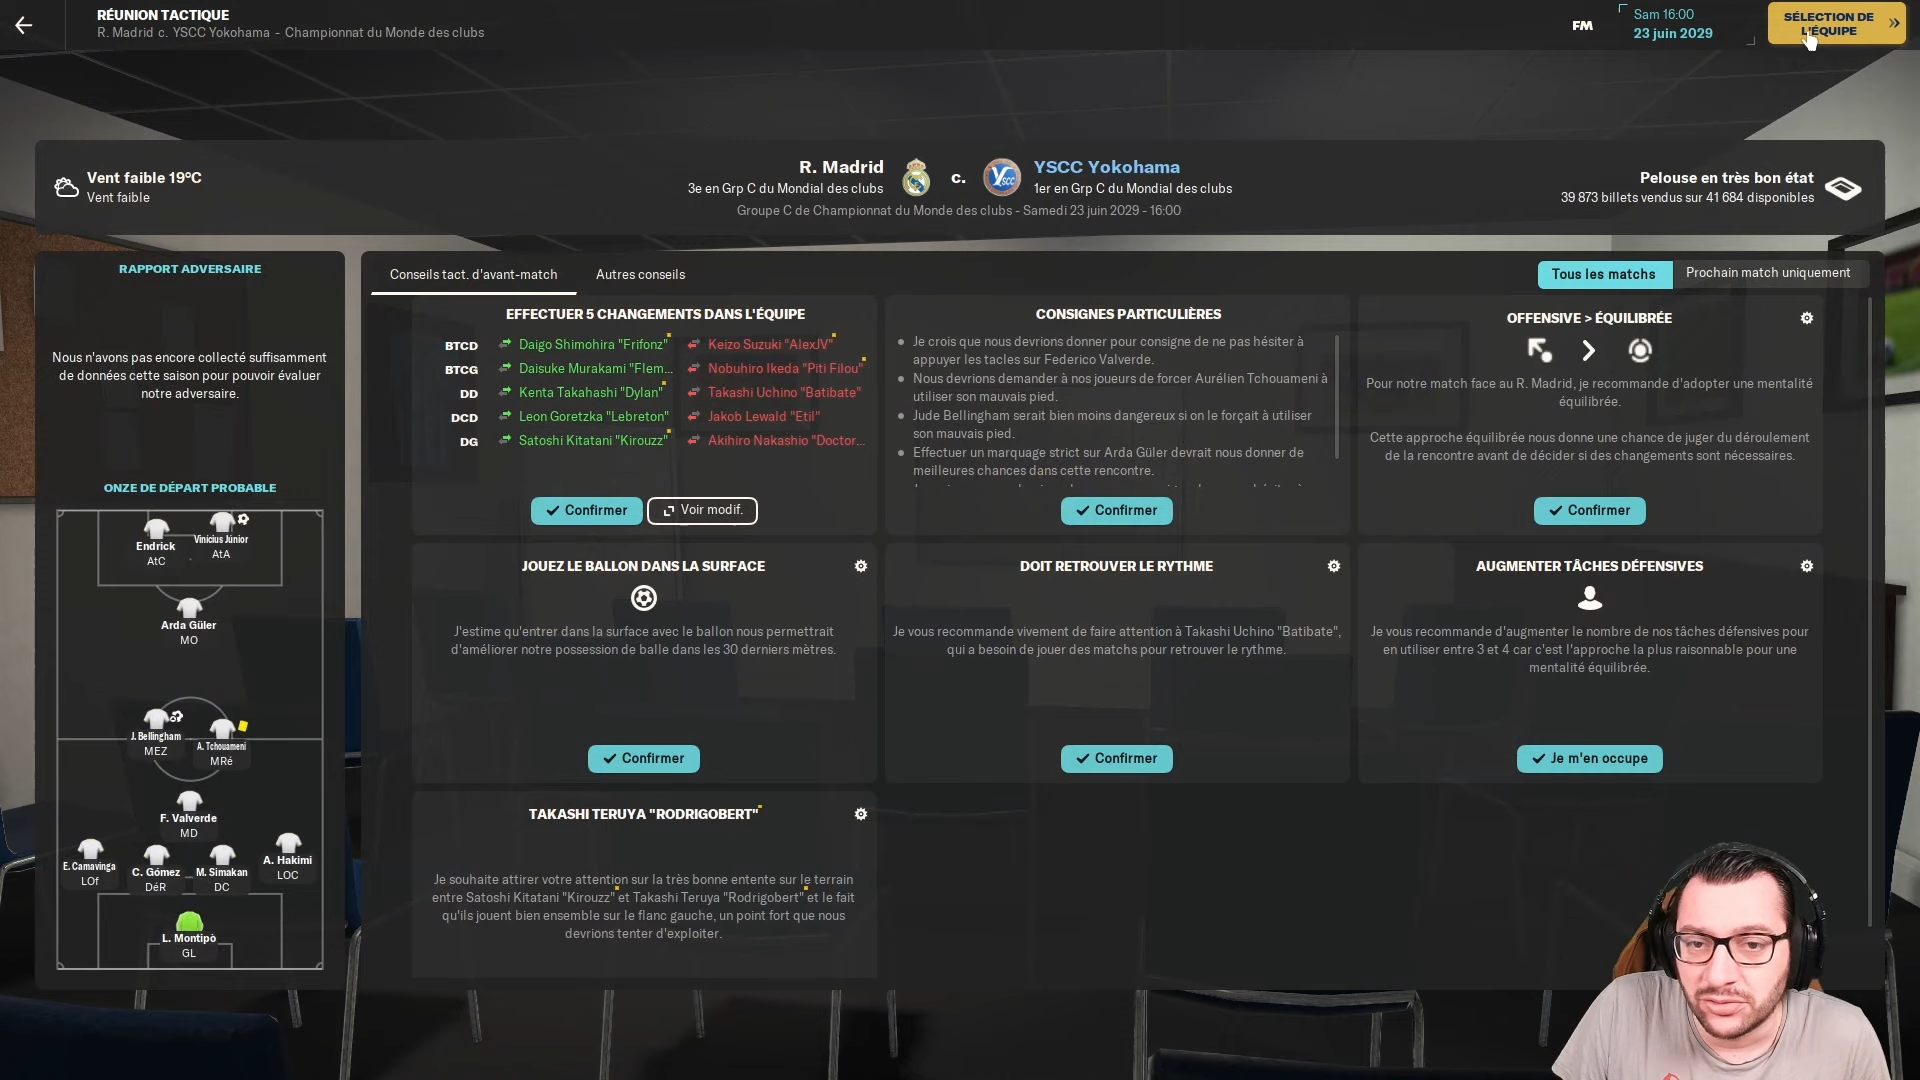 RÉUNION TACTIQUE
R. Madrid c. YSCC Yokohama - Championnat du Monde des clubs
FM
Sam 16:00
23 juin 2029
SÉLECTION DE
L'ÉQUIPE
Vent faible 19°C
Vent faible
R. Madrid
3e en Grp C du Mondial des clubs
c.
YSCC Yokohama
1er en Grp C du Mondial des clubs
Groupe C de Championnat du Monde des clubs - Samedi 23 juin 2029 - 16:00
Pelouse en très bon état
39 873 billets vendus sur 41 684 disponibles
RAPPORT ADVERSAIRE
Nous n'avons pas encore collecté suffisamment
de données cette saison pour pouvoir évaluer
notre adversaire.
ONZE DE DÉPART PROBABLE
Endrick
AtC
Vinícius Júnior
AtA
Arda Güler
MO
J. Bellingham
MEZ
A. Tchouameni
MRé
F. Valverde
MD
E. Camavinga
LOf
C. Gómez
DéR
M. Simakan
DC
A. Hakimi
LOC
L. Montipò
GL
Conseils tact. d'avant-match
Autres conseils
Tous les matchs
Prochain match uniquement
EFFECTUER 5 CHANGEMENTS DANS L'ÉQUIPE
BTCD Daigo Shimohira "Frifonz" Keizo Suzuki "AlexJV"
BTCG Daisuke Murakami "Flem... Nobuhiro Ikeda "Piti Filou"
DD Kenta Takahashi "Dylan" Takashi Uchino "Batibate"
DCD Leon Goretzka "Lebreton" Jakob Lewald "Etil"
DG Satoshi Kitatani "Kirouzz" Akihiro Nakashio "Doctor...
Confirmer
Voir modif.
CONSIGNES PARTICULIÈRES
Je crois que nous devrions donner pour consigne de ne pas hésiter à
appuyer les tacles sur Federico Valverde.
Nous devrions demander à nos joueurs de forcer Aurélien Tchouameni à
utiliser son mauvais pied.
Jude Bellingham serait bien moins dangereux si on le forçait à utiliser
son mauvais pied.
Effectuer un marquage strict sur Arda Güler devrait nous donner de
meilleures chances dans cette rencontre.
Confirmer
OFFENSIVE > ÉQUILIBRÉE
Pour notre match face au R. Madrid, je recommande d'adopter une mentalité
équilibrée.
Cette approche équilibrée nous donne une chance de juger du déroulement
de la rencontre avant de décider si des changements sont nécessaires.
Confirmer
JOUEZ LE BALLON DANS LA SURFACE
J'estime qu'entrer dans la surface avec le ballon nous permettrait
d'améliorer notre possession de balle dans les 30 derniers mètres.
Confirmer
DOIT RETROUVER LE RYTHME
Je vous recommande vivement de faire attention à Takashi Uchino "Batibate",
qui a besoin de jouer des matchs pour retrouver le rythme.
Confirmer
AUGMENTER TÂCHES DÉFENSIVES
Je vous recommande d'augmenter le nombre de nos tâches défensives pour
en utiliser entre 3 et 4 car c'est l'approche la plus raisonnable pour une
mentalité équilibrée.
Je m'en occupe
TAKASHI TERUYA "RODRIGOBERT"
Je souhaite attirer votre attention sur la très bonne entente sur le terrain
entre Satoshi Kitatani "Kirouzz" et Takashi Teruya "Rodrigobert" et le fait
qu'ils jouent bien ensemble sur le flanc gauche, un point fort que nous
devrions tenter d'exploiter.